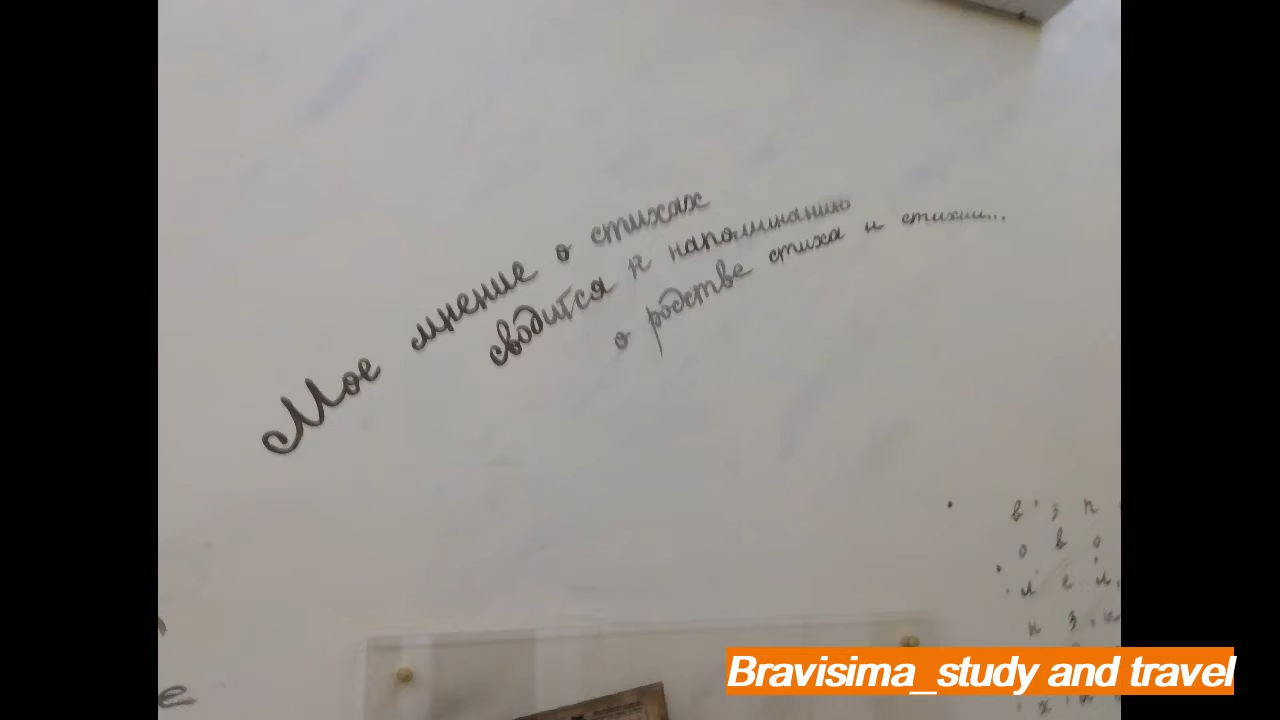 Мое мнение о стихах
сводится к напоминанию
о родстве стиха и стихии...
в з п
о в о
л е л
Bravisima_study and travel